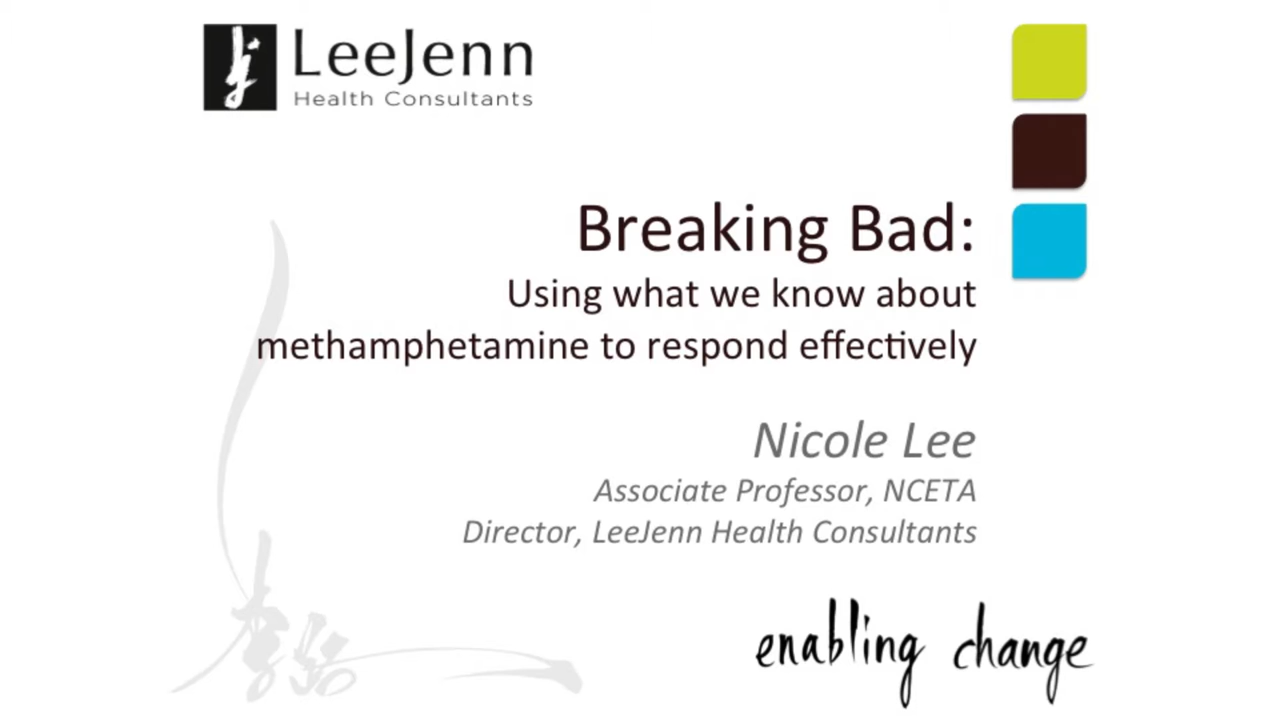 LeeJenn
Health Consultants
Breaking Bad:
Using what we know about
methamphetamine to respond effectively
Nicole Lee
Associate Professor, NCETA
Director, LeeJenn Health Consultants
enabling change